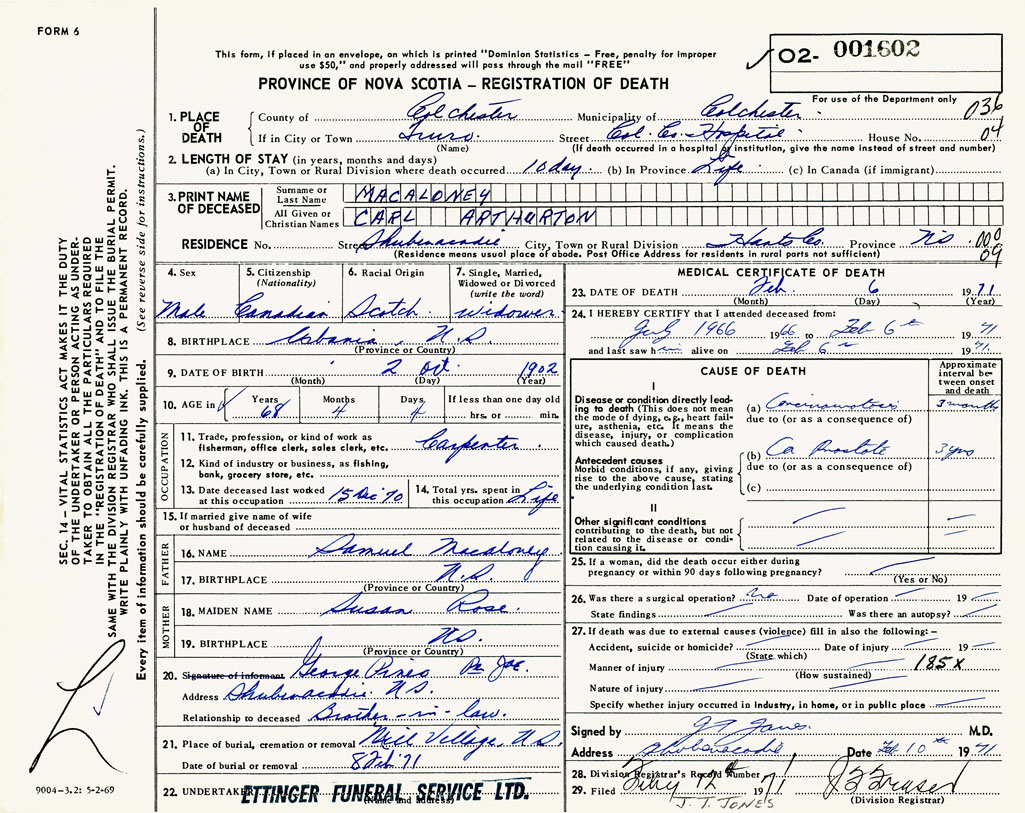 FORM 6
This form, if placed in an envelope, on which is printed "Dominion Statistics – Free, penalty for improper
use $50," and properly addressed will pass through the mail "FREE"
O2- 001602
PROVINCE OF NOVA SCOTIA – REGISTRATION OF DEATH
For use of the Department only
036
04
1. PLACE OF DEATH
County of Colchester Municipality of Colchester
If in City or Town Truro. Street Col. Co. Hospital House No.
(Name) (If death occurred in a hospital or institution, give the name instead of street and number)
2. LENGTH OF STAY (in years, months and days)
(a) In City, Town or Rural Division where death occurred 10 day (b) In Province Life (c) In Canada (if immigrant)
3. PRINT NAME OF DECEASED
Surname or Last Name MACALONEY
All Given or Christian Names CARL ARTHURTON
RESIDENCE No. Street Shubenacadie City, Town or Rural Division Hants Co. Province NS 000
09
(Residence means usual place of abode. Post Office Address for residents in rural parts not sufficient)
4. Sex
Male
5. Citizenship
(Nationality)
Canadian
6. Racial Origin
Scotch
7. Single, Married,
Widowed or Divorced
(write the word)
widower
8. BIRTHPLACE Urbania, N.S.
(Province or Country)
9. DATE OF BIRTH 2 Oct. 1902
(Month) (Day) (Year)
10. AGE in Years 68 Months 4 Days 4 If less than one day old
hrs. or min.
OCCUPATION
11. Trade, profession, or kind of work as
fisherman, office clerk, sales clerk, etc. Carpenter
12. Kind of industry or business, as fishing,
bank, grocery store, etc.
13. Date deceased last worked
at this occupation 15 Dec '70
14. Total yrs. spent in
this occupation Life
15. If married give name of wife
or husband of deceased
FATHER
16. NAME Samuel Macaloney
17. BIRTHPLACE N.S.
(Province or Country)
MOTHER
18. MAIDEN NAME Susan Rose
19. BIRTHPLACE NS.
(Province or Country)
20. Signature of informant George Pineo
Address Shubenacadie N.S.
Relationship to deceased Brother-in-law.
21. Place of burial, cremation or removal Mill Village, N.S.
Date of burial or removal 8 Feb '71
22. UNDERTAKER ETTINGER FUNERAL SERVICE LTD.
(Name and address)
MEDICAL CERTIFICATE OF DEATH
23. DATE OF DEATH Feb. 6 1971
(Month) (Day) (Year)
24. I HEREBY CERTIFY that I attended deceased from:
1966 1966 to Feb 6th 1971
and last saw him alive on Feb 6th 1971.
CAUSE OF DEATH
Approximate
interval between
onset
and death
I
Disease or condition directly leading
to death (This does not mean
the mode of dying, e.g., heart failure,
asthenia, etc. It means the
disease, injury, or complication
which caused death.)
(a) Carcinomatosis 3 months
due to (or as a consequence of)
Antecedent causes
Morbid conditions, if any, giving
rise to the above cause, stating
the underlying condition last.
(b) Ca Prostate 3 yrs
due to (or as a consequence of)
(c)
II
Other significant conditions
contributing to the death, but not
related to the disease or condition
causing it.
25. If a woman, did the death occur either during
pregnancy or within 90 days following pregnancy?
(Yes or No)
26. Was there a surgical operation? no Date of operation 19
State findings Was there an autopsy?
27. If death was due to external causes (violence) fill in also the following:–
Accident, suicide or homicide? Date of injury 19
(State which)
Manner of injury 185X
(How sustained)
Nature of injury
Specify whether injury occurred in industry, in home, or in public place
Signed by J T Jones M.D.
Address Shubenacadie Date Feb 10th 1971
28. Division Registrar's Record Number
29. Filed Feby 12th 1971 J Fraser
J. T. JONES (Division Registrar)
SEC. 14 – VITAL STATISTICS ACT MAKES IT THE DUTY
OF THE UNDERTAKER OR PERSON ACTING AS UNDERTAKER
TO OBTAIN ALL THE PARTICULARS REQUIRED
IN THE "REGISTRATION OF DEATH" AND TO FILE THE
SAME WITH THE DIVISION REGISTRAR WHO SHALL ISSUE THE BURIAL PERMIT.
WRITE PLAINLY WITH UNFADING INK. THIS IS A PERMANENT RECORD.
Every item of information should be carefully supplied. (See reverse side for instructions.)
9004-3.2: 5-2-69